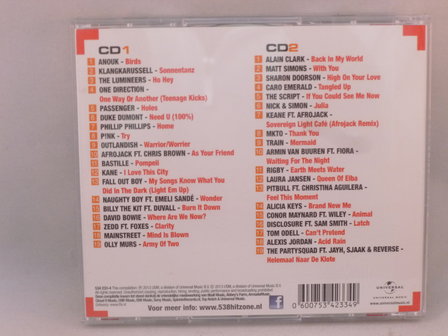 CD1
1 ANOUK - Birds
2 KLANGKARUSSELL - Sonnentanz
3 THE LUMINEERS - Ho Hey
4 ONE DIRECTION -
One Way Or Another (Teenage Kicks)
5 PASSENGER - Holes
6 DUKE DUMONT - Need U (100%)
7 PHILLIP PHILLIPS - Home
8 P!NK - Try
9 OUTLANDISH - Warrior/Worrier
10 AFROJACK FT. CHRIS BROWN - As Your Friend
11 BASTILLE - Pompeii
12 KANE - I Love This City
13 FALL OUT BOY - My Songs Know What You
Did In The Dark (Light Em Up)
14 NAUGHTY BOY FT. EMELI SANDÉ - Wonder
15 BILLY THE KIT FT. DUVALL - Burn It Down
16 DAVID BOWIE - Where Are We Now?
17 ZEDD FT. FOXES - Clarity
18 MAINSTREET - Mind Is Blown
19 OLLY MURS - Army Of Two
CD2
1 ALAIN CLARK - Back in My World
2 MATT SIMONS - With You
3 SHARON DOORSON - High On Your Love
4 CARO EMERALD - Tangled Up
5 THE SCRIPT - If You Could See Me Now
6 NICK & SIMON - Julia
7 KEANE FT. AFROJACK -
Sovereign Light Café (Afrojack Remix)
8 MKTO - Thank You
9 TRAIN - Mermaid
10 ARMIN VAN BUUREN FT. FIORA -
Waiting For The Night
11 RIGBY - Earth Meets Water
12 LAURA JANSEN - Queen Of Elba
13 PITBULL FT. CHRISTINA AGUILERA -
Feel This Moment
14 ALICIA KEYS - Brand New Me
15 CONOR MAYNARD FT. WILEY - Animal
16 DISCLOSURE FT. SAM SMITH - Latch
17 TOM ODELL - Can't Pretend
18 ALEXIS JORDAN - Acid Rain
19 THE PARTYSQUAD FT. JAYH, SJAAK & REVERSE -
Helemaal Naar De Klote
Voor meer info: www.538hitzone.nl
0 600753 423349
UNIVERSAL